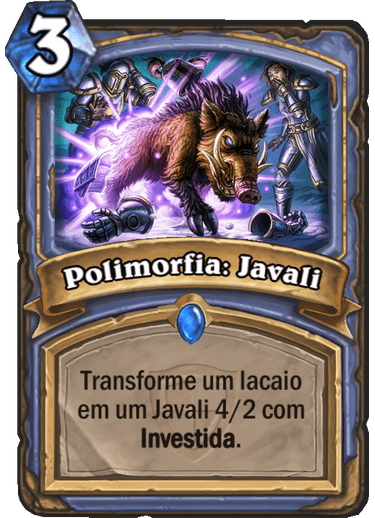 3
Polimorfia: Javali
Transforme um lacaio
em um Javali 4/2 com
Investida.